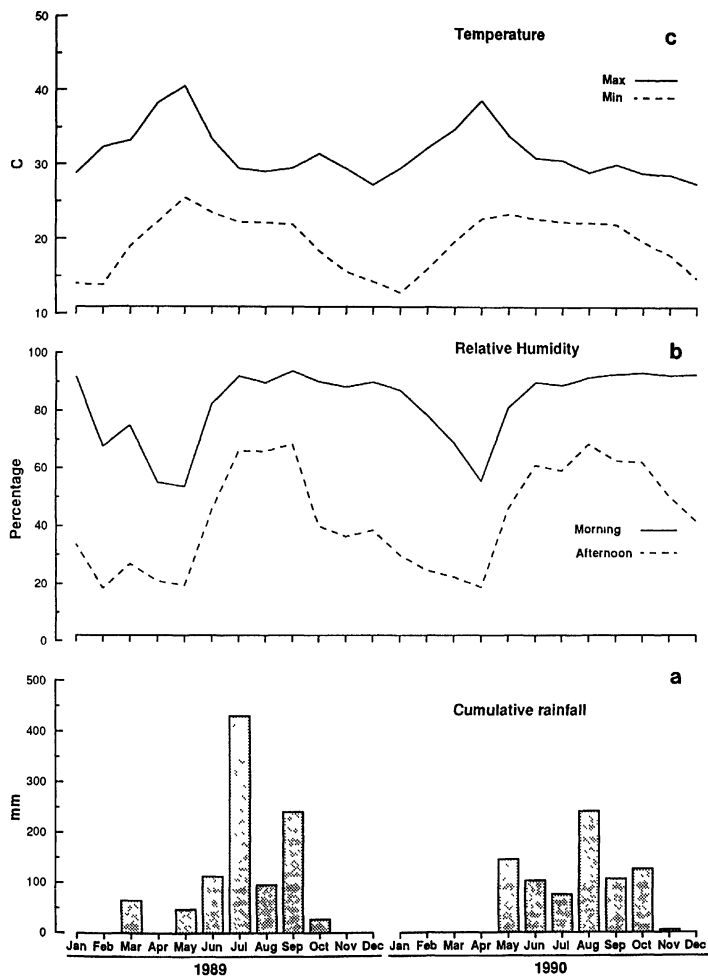 50
Temperature c
Max
40
Min
C
30
20
10
100
Relative Humidity b
80
Percentage
60
40
Morning
Afternoon
20
0
500
a
Cumulative rainfall
400
300
mm
200
100
0
Jan Feb Mar Apr May Jun Jul Aug Sep Oct Nov Dec Jan Feb Mar Apr May Jun Jul Aug Sep Oct Nov Dec
1989 1990